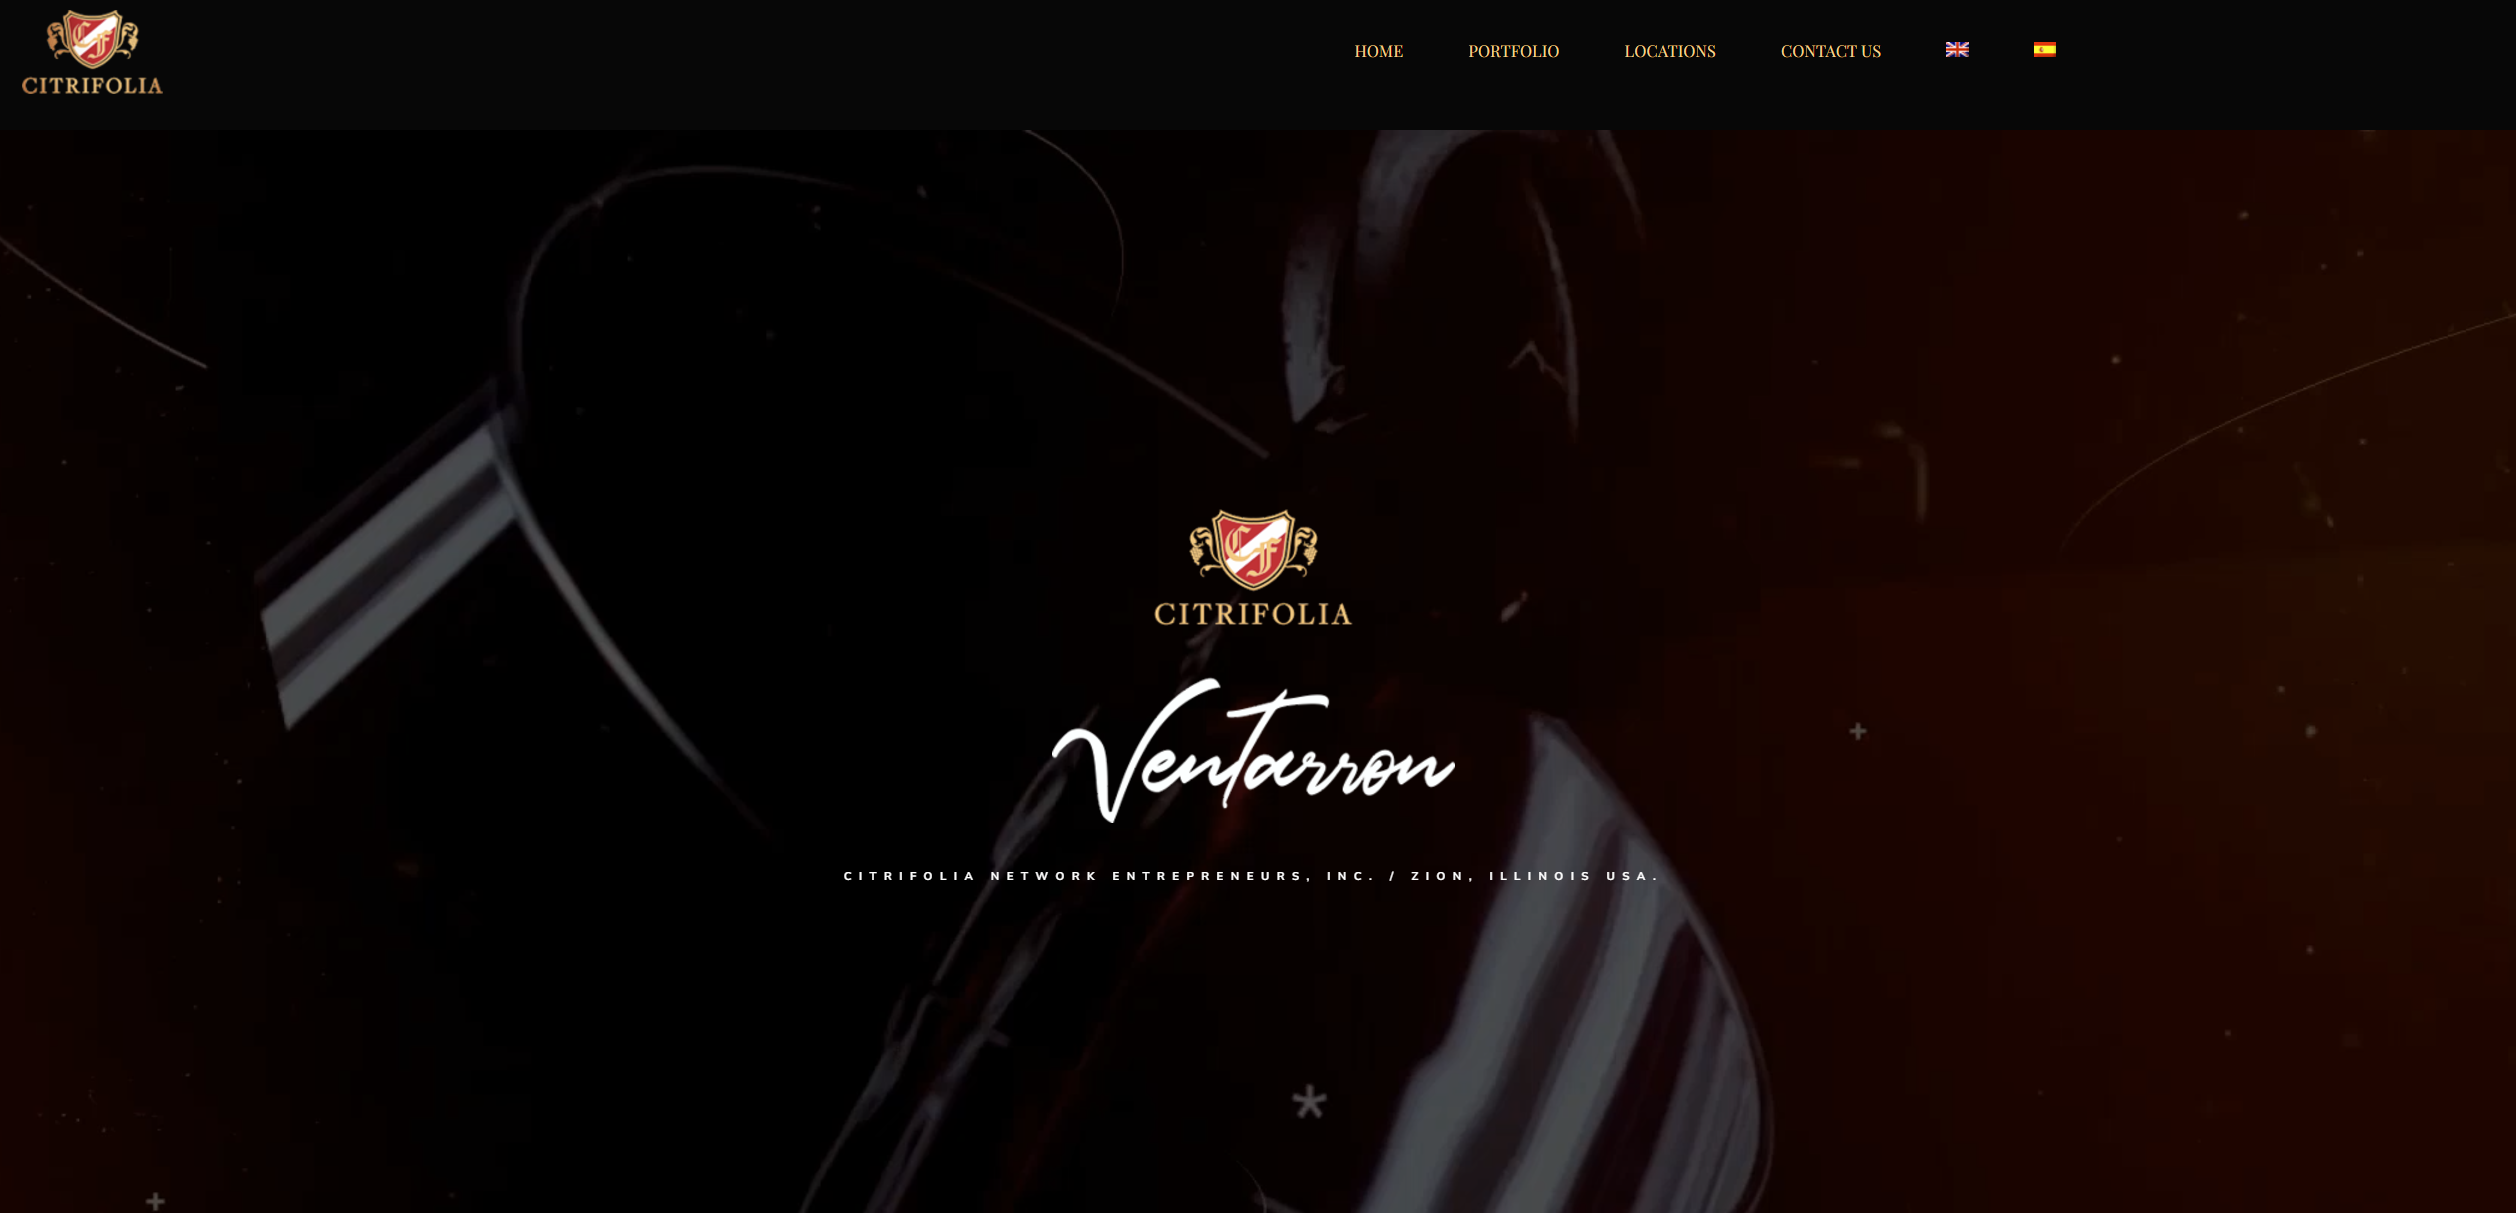 CF
CITRIFOLIA
HOME PORTFOLIO LOCATIONS CONTACT US
CF
CITRIFOLIA
Ventarron
CITRIFOLIA NETWORK ENTREPRENEURS, INC. / ZION, ILLINOIS USA.